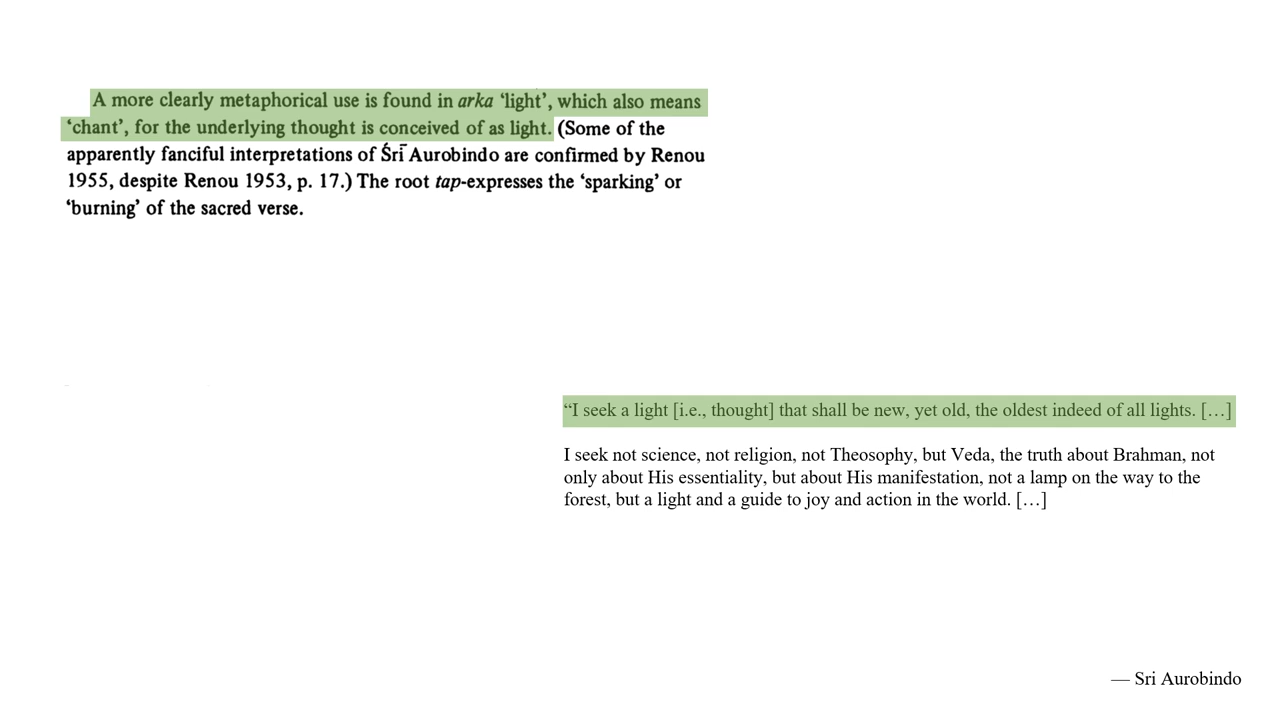 A more clearly metaphorical use is found in arka ‘light’, which also means
‘chant’, for the underlying thought is conceived of as light. (Some of the
apparently fanciful interpretations of Śrī Aurobindo are confirmed by Renou
1955, despite Renou 1953, p. 17.) The root tap-expresses the ‘sparking’ or
‘burning’ of the sacred verse.
“I seek a light [i.e., thought] that shall be new, yet old, the oldest indeed of all lights. […]
I seek not science, not religion, not Theosophy, but Veda, the truth about Brahman, not
only about His essentiality, but about His manifestation, not a lamp on the way to the
forest, but a light and a guide to joy and action in the world. […]
— Sri Aurobindo